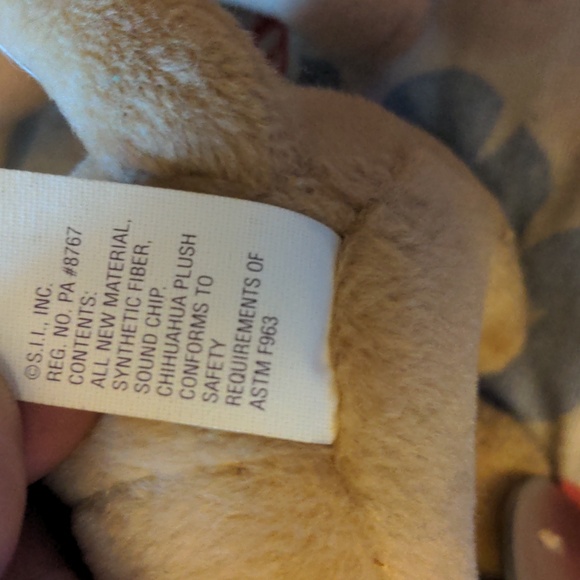 ©S.I.I., INC.
REG. NO. PA #8767
CONTENTS:
ALL NEW MATERIAL,
SYNTHETIC FIBER,
SOUND CHIP.
CHIHUAHUA PLUSH
CONFORMS TO
SAFETY
REQUIREMENTS OF
ASTM F963